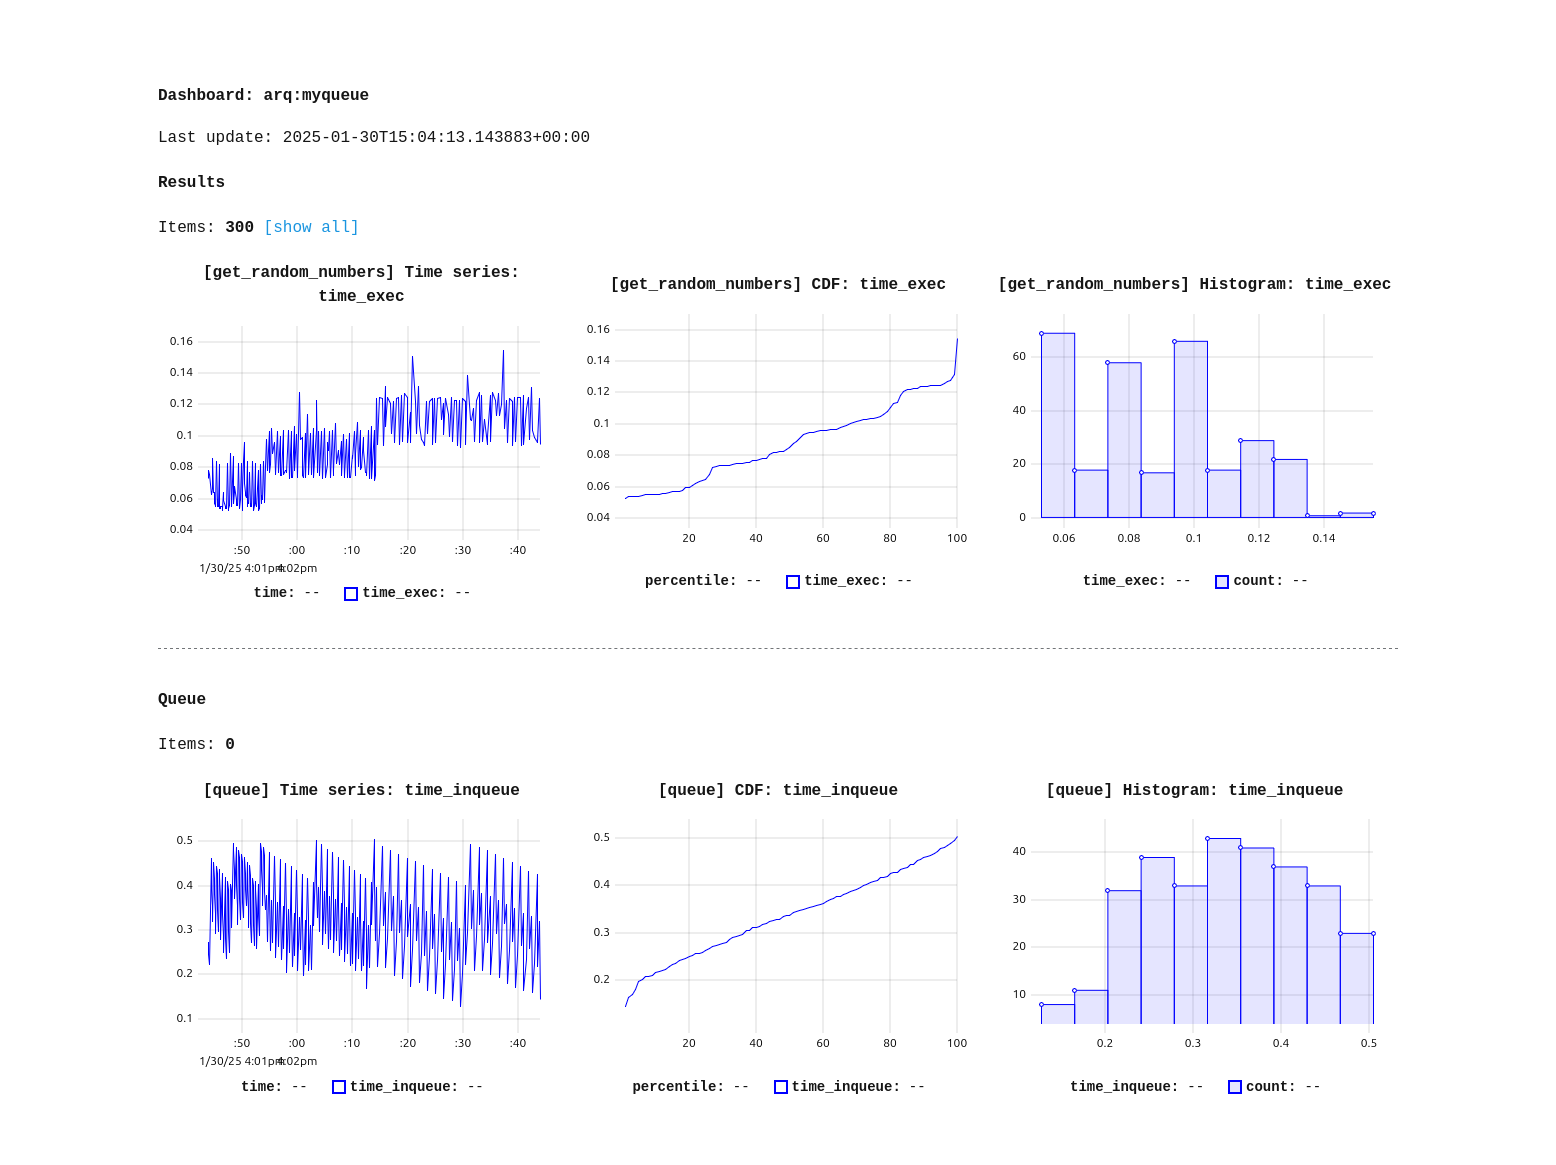 Dashboard: arq:myqueue
Last update: 2025-01-30T15:04:13.143883+00:00
Results
Items: 300 [show all]
[get_random_numbers] Time series:
time_exec
0.16
0.14
0.12
0.1
0.08
0.06
0.04
:50 :00 :10 :20 :30 :40
1/30/25 4:01pm 4:02pm
time: -- time_exec: --
[get_random_numbers] CDF: time_exec
0.16
0.14
0.12
0.1
0.08
0.06
0.04
20 40 60 80 100
percentile: -- time_exec: --
[get_random_numbers] Histogram: time_exec
60
40
20
0
0.06 0.08 0.1 0.12 0.14
time_exec: -- count: --
Queue
Items: 0
[queue] Time series: time_inqueue
0.5
0.4
0.3
0.2
0.1
:50 :00 :10 :20 :30 :40
1/30/25 4:01pm 4:02pm
time: -- time_inqueue: --
[queue] CDF: time_inqueue
0.5
0.4
0.3
0.2
20 40 60 80 100
percentile: -- time_inqueue: --
[queue] Histogram: time_inqueue
40
30
20
10
0.2 0.3 0.4 0.5
time_inqueue: -- count: --